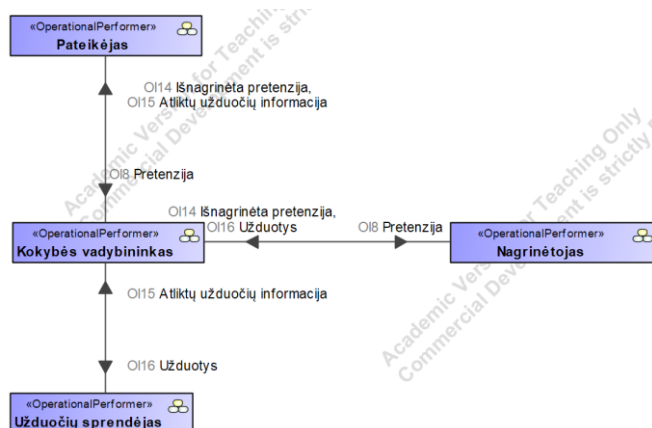 «OperationalPerformer»
Pateikėjas
OI14 Išnagrinėta pretenzija,
OI15 Atliktų užduočių informacija
OI8 Pretenzija
OI14 Išnagrinėta pretenzija,
OI16 Užduotys
OI8 Pretenzija
«OperationalPerformer»
Kokybės vadybininkas
«OperationalPerformer»
Nagrinėtojas
OI15 Atliktų užduočių informacija
OI16 Užduotys
«OperationalPerformer»
Užduočių sprendėjas
Academic Version for Teaching Only
Commercial Development is strictly
Academic Version for Teaching Only
Commercial Development is strictly